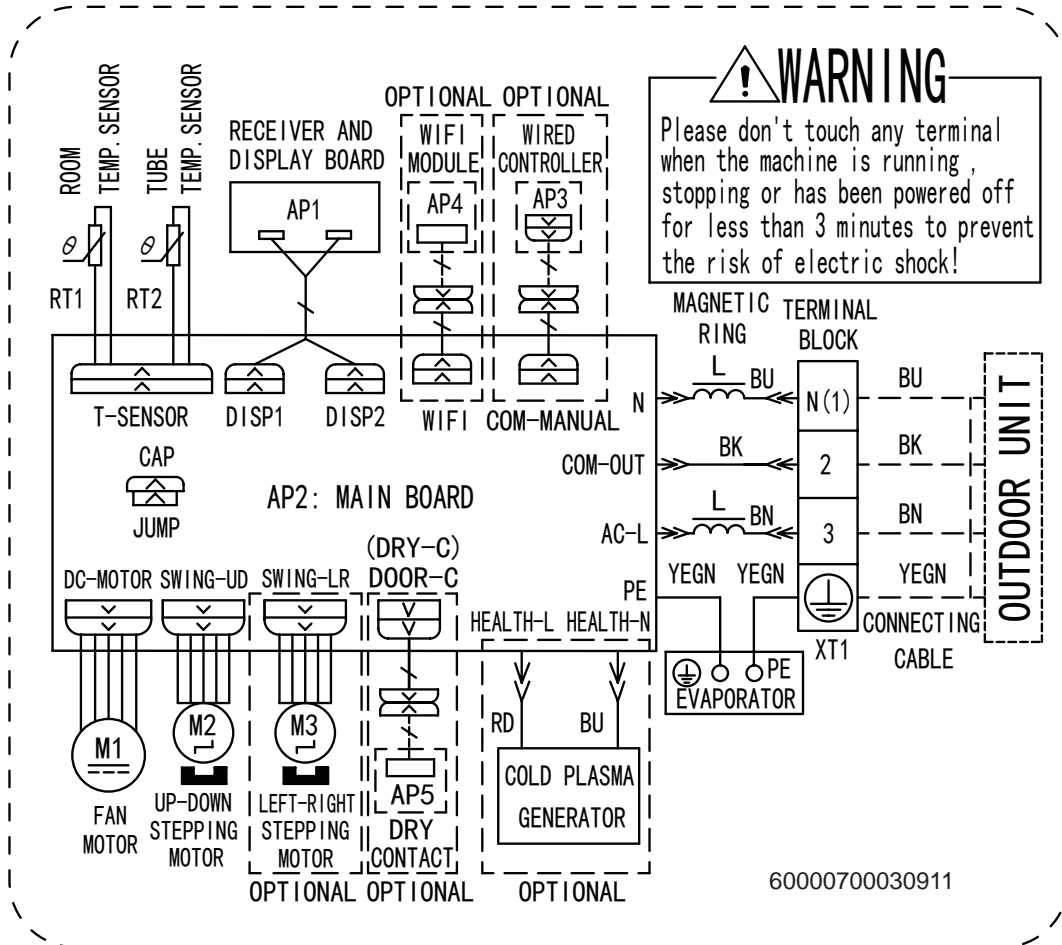 WARNING
Please don't touch any terminal
when the machine is running ,
stopping or has been powered off
for less than 3 minutes to prevent
the risk of electric shock!
ROOM
TEMP. SENSOR
TUBE
TEMP. SENSOR
RECEIVER AND
DISPLAY BOARD
AP1
OPTIONAL OPTIONAL
WIFI
MODULE
AP4
WIRED
CONTROLLER
AP3
θ
θ
RT1
RT2
MAGNETIC
RING
TERMINAL
BLOCK
T-SENSOR
DISP1
DISP2
WIFI
COM-MANUAL
N
L
BU
N(1)
BU
CAP
JUMP
AP2: MAIN BOARD
COM-OUT
BK
2
BK
AC-L
L
BN
3
BN
OUTDOOR UNIT
(DRY-C)
DOOR-C
DC-MOTOR
SWING-UD
SWING-LR
PE
YEGN
YEGN
YEGN
HEALTH-L
HEALTH-N
XT1
CONNECTING
CABLE
PE
EVAPORATOR
M1
M2
M3
RD
BU
AP5
COLD PLASMA
GENERATOR
FAN
MOTOR
UP-DOWN
STEPPING
MOTOR
LEFT-RIGHT
STEPPING
MOTOR
DRY
CONTACT
OPTIONAL
OPTIONAL
OPTIONAL
60000700030911